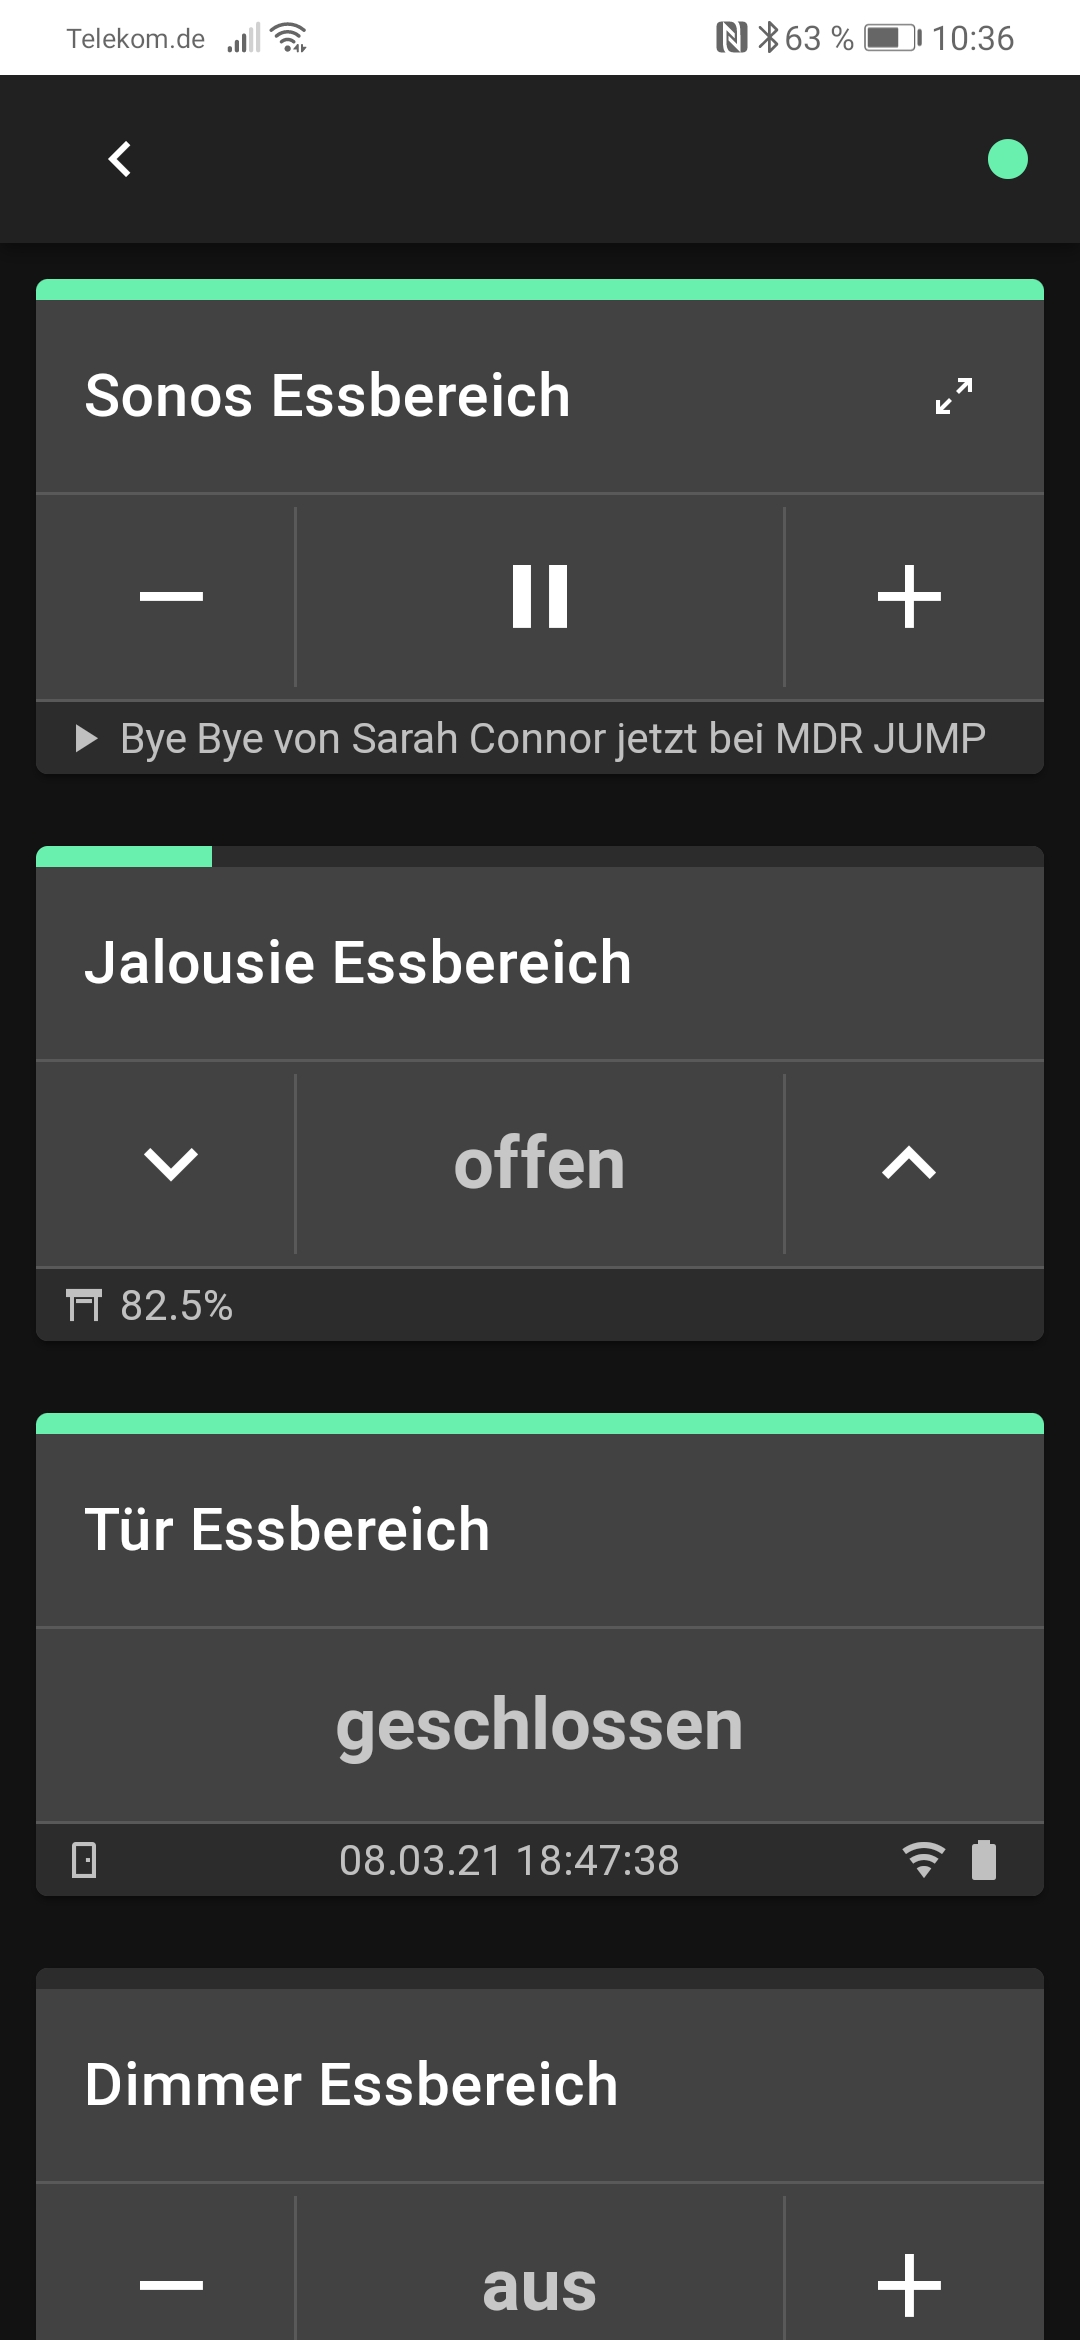 Telekom.de 63 % 10:36
Sonos Essbereich
Bye Bye von Sarah Connor jetzt bei MDR JUMP
Jalousie Essbereich
offen
82.5%
Tür Essbereich
geschlossen
08.03.21 18:47:38
Dimmer Essbereich
aus